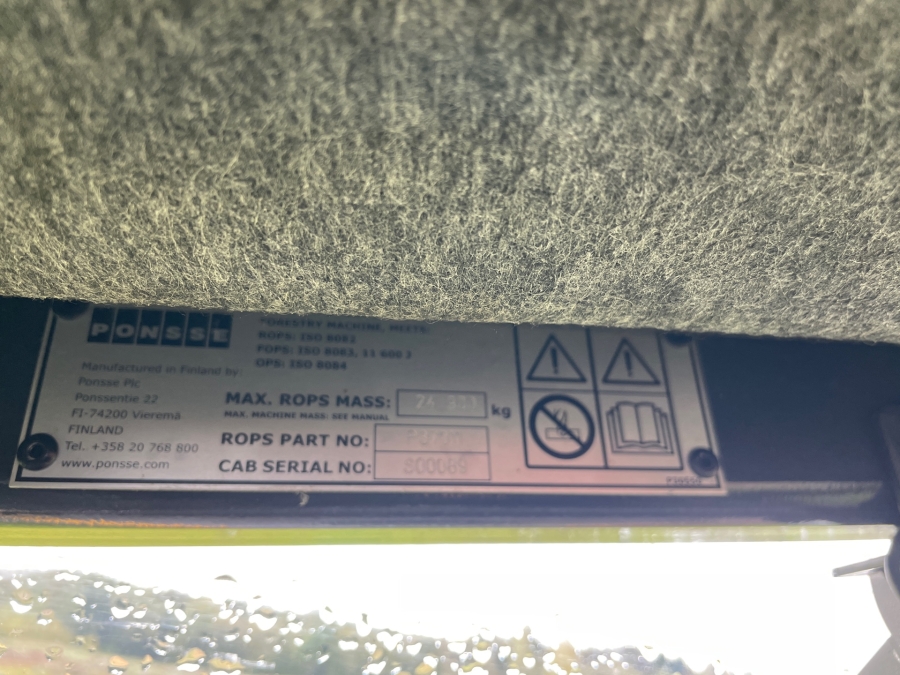 PONSSE
Manufactured in Finland by:
Ponsse Plc
Ponssentie 22
FI-74200 Vieremä
FINLAND
Tel. +358 20 768 800
www.ponsse.com
FORESTRY MACHINE, MEETS:
ROPS: ISO 8082
FOPS: ISO 8083, 11 600 J
OPS: ISO 8084
MAX. ROPS MASS: kg
MAX. MACHINE MASS: SEE MANUAL
ROPS PART NO:
CAB SERIAL NO: S00089